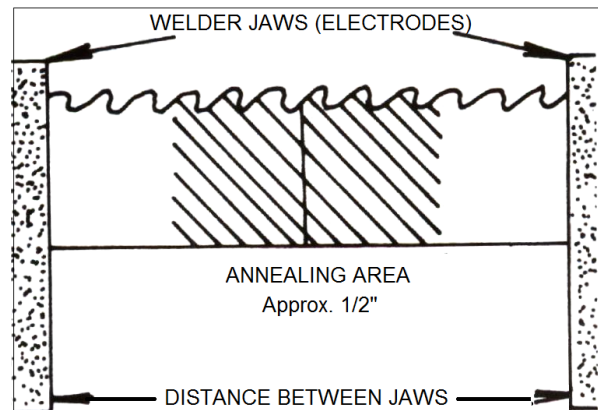 WELDER JAWS (ELECTRODES)
ANNEALING AREA
Approx. 1/2"
DISTANCE BETWEEN JAWS